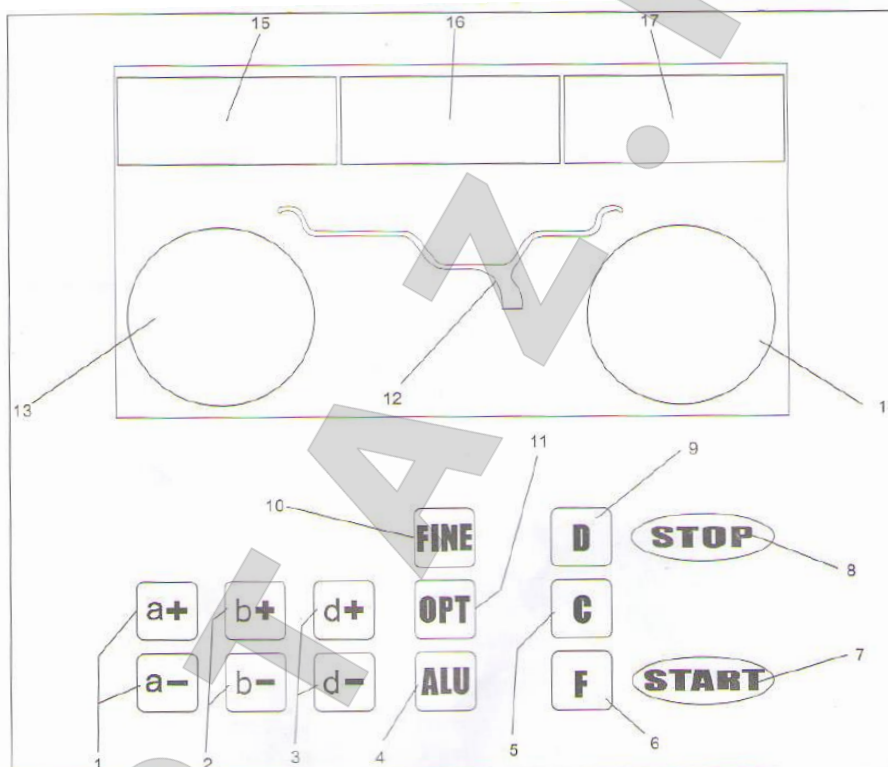 15 16 17
12
13 1
11 9
10 FINE D STOP
8
a+ b+ d+ OPT C
7
a- b- d- ALU F START
1 2 3 4 5 6